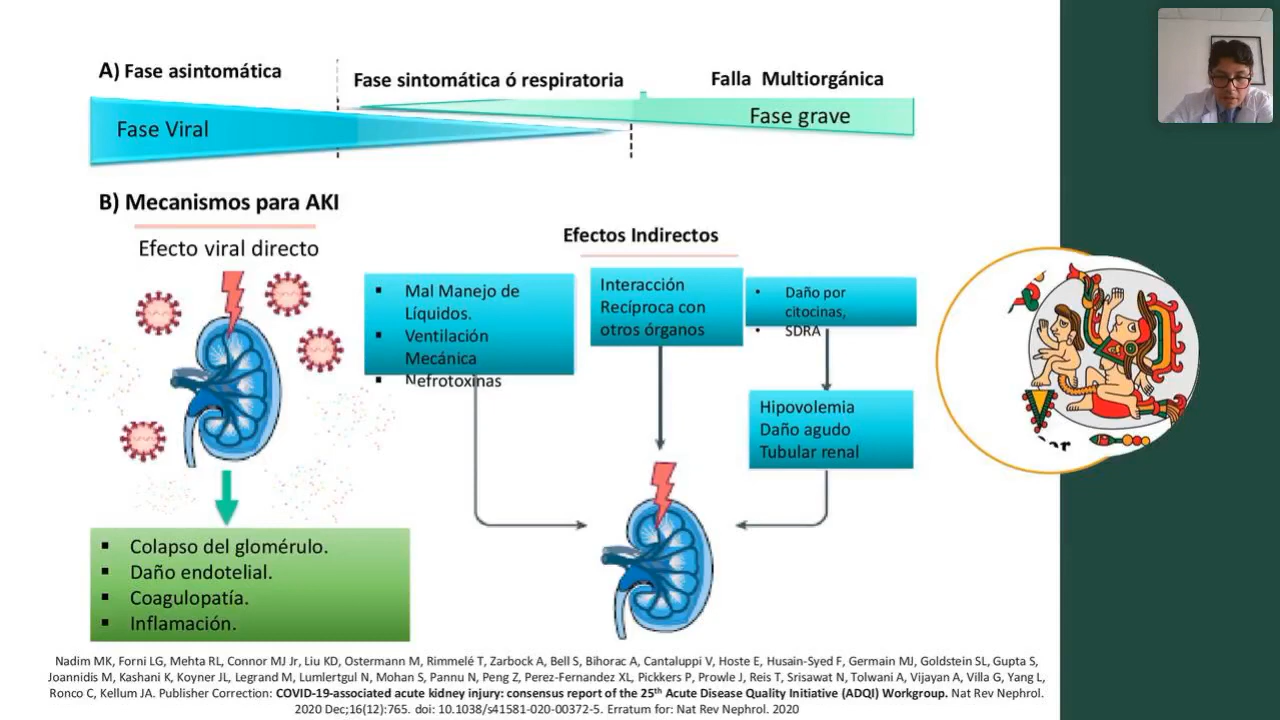 A) Fase asintomática
Fase sintomática ó respiratoria
Falla Multiorgánica
Fase Viral
Fase grave
B) Mecanismos para AKI
Efecto viral directo
Efectos Indirectos
▪ Mal Manejo de
Líquidos.
▪ Ventilación
Mecánica
▪ Nefrotoxinas
Interacción
Recíproca con
otros órganos
• Daño por
citocinas,
• SDRA
Hipovolemia
Daño agudo
Tubular renal
▪ Colapso del glomérulo.
▪ Daño endotelial.
▪ Coagulopatía.
▪ Inflamación.
Nadim MK, Forni LG, Mehta RL, Connor MJ Jr, Liu KD, Ostermann M, Rimmelé T, Zarbock A, Bell S, Bihorac A, Cantaluppi V, Hoste E, Husain-Syed F, Germain MJ, Goldstein SL, Gupta S,
Joannidis M, Kashani K, Koyner JL, Legrand M, Lumlertgul N, Mohan S, Pannu N, Peng Z, Perez-Fernandez XL, Pickkers P, Prowle J, Reis T, Srisawat N, Tolwani A, Vijayan A, Villa G, Yang L,
Ronco C, Kellum JA. Publisher Correction: COVID-19-associated acute kidney injury: consensus report of the 25th Acute Disease Quality Initiative (ADQI) Workgroup. Nat Rev Nephrol.
2020 Dec;16(12):765. doi: 10.1038/s41581-020-00372-5. Erratum for: Nat Rev Nephrol. 2020